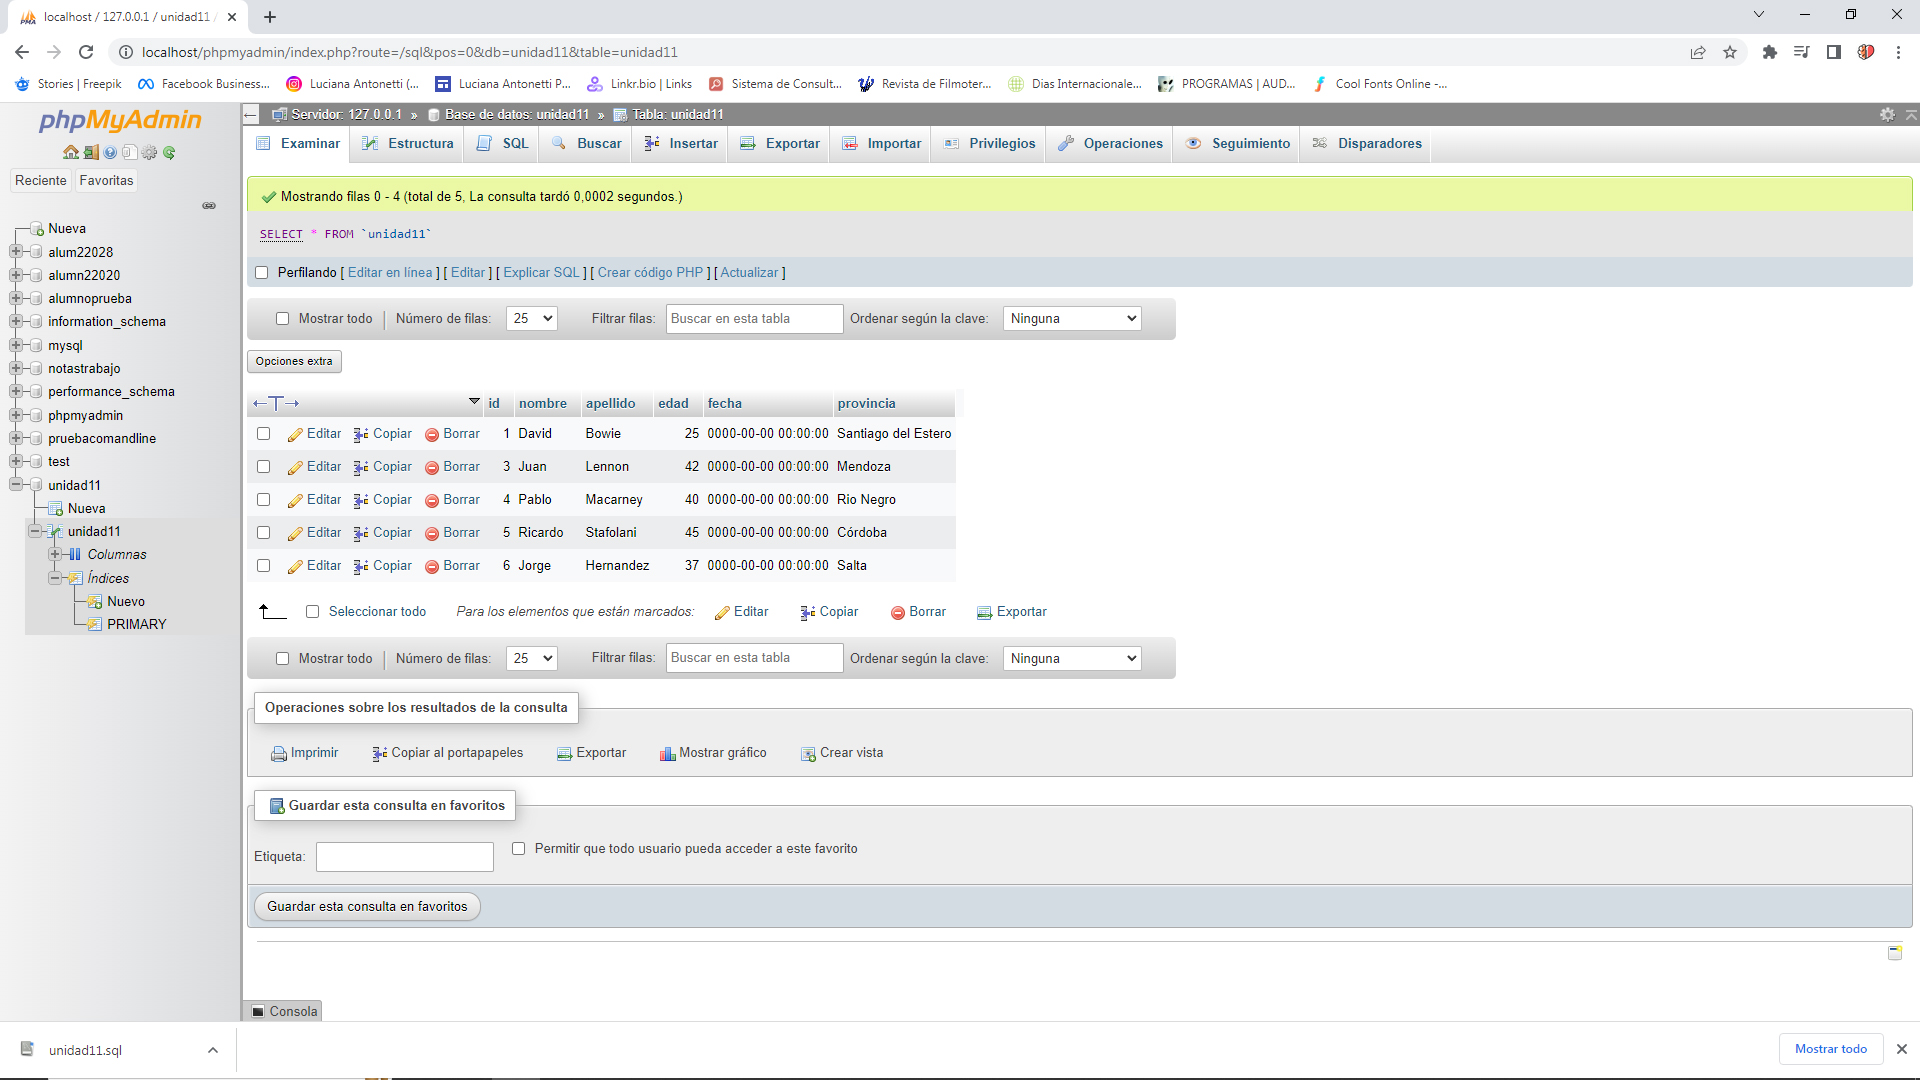 localhost / 127.0.0.1 / unidad11 /
localhost/phpmyadmin/index.php?route=/sql&pos=0&db=unidad11&table=unidad11
Stories | Freepik
Facebook Business...
Luciana Antonetti (...
Luciana Antonetti P...
Linkr.bio | Links
Sistema de Consult...
Revista de Filmoter...
Dias Internacionale...
PROGRAMAS | AUD...
Cool Fonts Online -...
phpMyAdmin
Reciente
Favoritas
Nueva
alum22028
alumn22020
alumnoprueba
information_schema
mysql
notastrabajo
performance_schema
phpmyadmin
pruebacomandline
test
unidad11
Nueva
unidad11
Columnas
Índices
Nuevo
PRIMARY
Servidor: 127.0.0.1 » Base de datos: unidad11 » Tabla: unidad11
Examinar Estructura SQL Buscar Insertar Exportar Importar Privilegios Operaciones Seguimiento Disparadores
Mostrando filas 0 - 4 (total de 5, La consulta tardó 0,0002 segundos.)
SELECT * FROM `unidad11`
Perfilando [ Editar en línea ] [ Editar ] [ Explicar SQL ] [ Crear código PHP ] [ Actualizar ]
Mostrar todo | Número de filas: 25 Filtrar filas: Buscar en esta tabla Ordenar según la clave: Ninguna
Opciones extra
←T→ id nombre apellido edad fecha provincia
Editar Copiar Borrar 1 David Bowie 25 0000-00-00 00:00:00 Santiago del Estero
Editar Copiar Borrar 3 Juan Lennon 42 0000-00-00 00:00:00 Mendoza
Editar Copiar Borrar 4 Pablo Macarney 40 0000-00-00 00:00:00 Rio Negro
Editar Copiar Borrar 5 Ricardo Stafolani 45 0000-00-00 00:00:00 Córdoba
Editar Copiar Borrar 6 Jorge Hernandez 37 0000-00-00 00:00:00 Salta
Seleccionar todo Para los elementos que están marcados: Editar Copiar Borrar Exportar
Mostrar todo | Número de filas: 25 Filtrar filas: Buscar en esta tabla Ordenar según la clave: Ninguna
Operaciones sobre los resultados de la consulta
Imprimir Copiar al portapapeles Exportar Mostrar gráfico Crear vista
Guardar esta consulta en favoritos
Etiqueta: Permitir que todo usuario pueda acceder a este favorito
Guardar esta consulta en favoritos
Consola
unidad11.sql
Mostrar todo